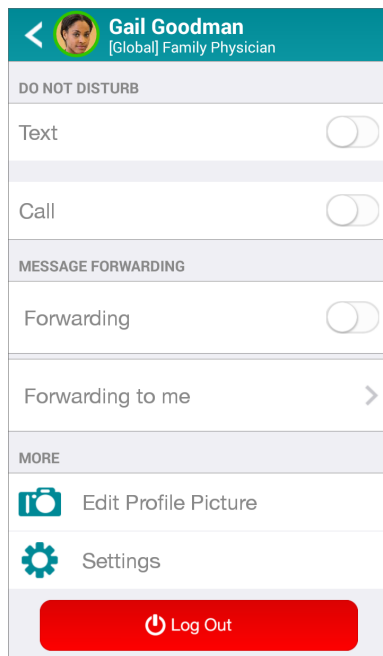 Gail Goodman
[Global] Family Physician
DO NOT DISTURB
Text
Call
MESSAGE FORWARDING
Forwarding
Forwarding to me
MORE
Edit Profile Picture
Settings
Log Out